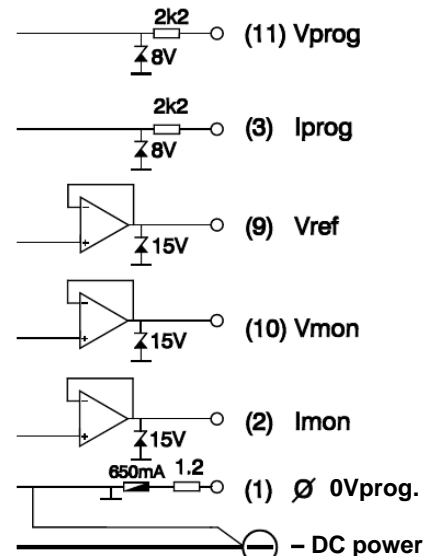 2k2
(11) Vprog
8V
2k2
(3) Iprog
8V
(9) Vref
15V
(10) Vmon
15V
(2) Imon
15V
650mA 1.2
(1) Ø 0Vprog.
– DC power